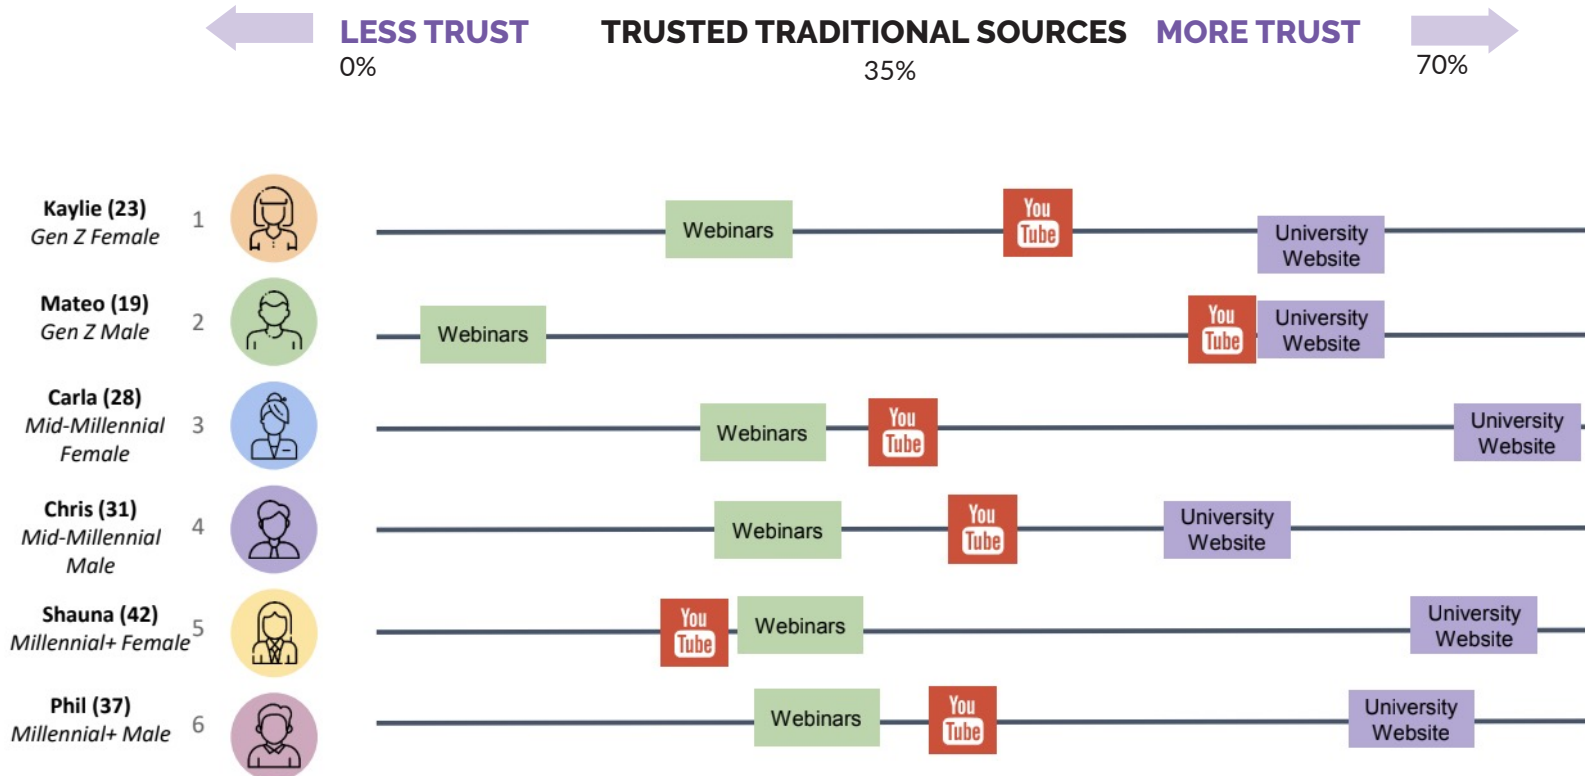 LESS TRUST TRUSTED TRADITIONAL SOURCES MORE TRUST
0% 35% 70%
Kaylie (23)
Gen Z Female
1
Webinars
You
Tube
University
Website
Mateo (19)
Gen Z Male
2
Webinars
You
Tube
University
Website
Carla (28)
Mid-Millennial
Female
3
Webinars
You
Tube
University
Website
Chris (31)
Mid-Millennial
Male
4
Webinars
You
Tube
University
Website
Shauna (42)
Millennial+ Female
5
You
Tube
Webinars
University
Website
Phil (37)
Millennial+ Male
6
Webinars
You
Tube
University
Website